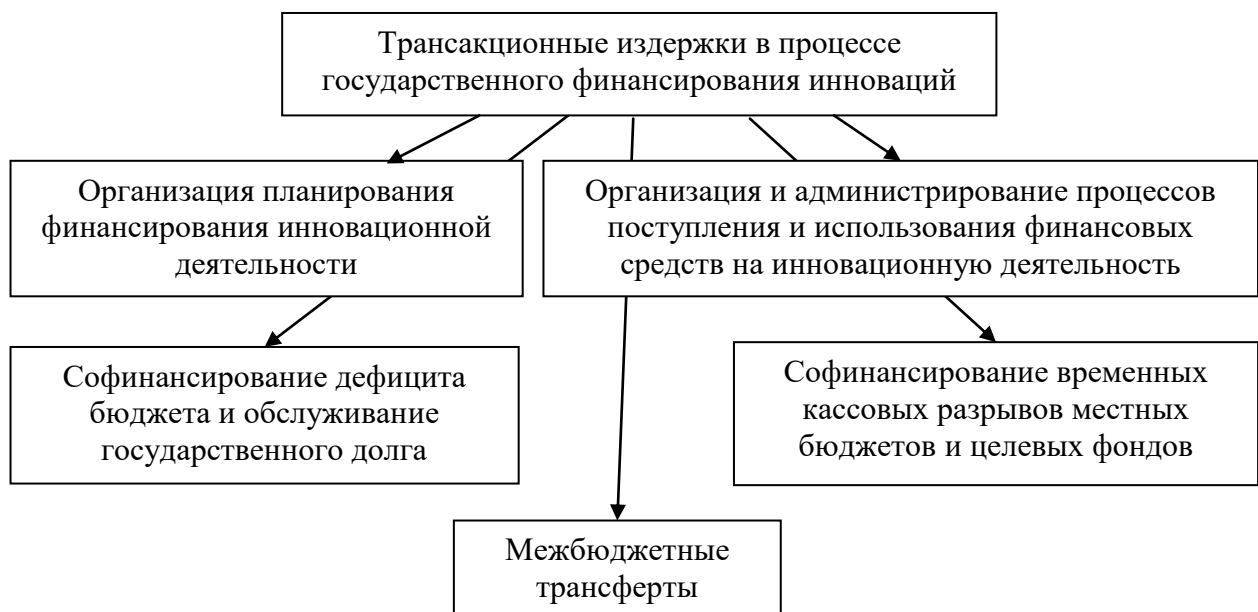 Трансакционные издержки в процессе
государственного финансирования инноваций
Организация планирования
финансирования инновационной
деятельности
Организация и администрирование процессов
поступления и использования финансовых
средств на инновационную деятельность
Софинансирование дефицита
бюджета и обслуживание
государственного долга
Софинансирование временных
кассовых разрывов местных
бюджетов и целевых фондов
Межбюджетные
трансферты